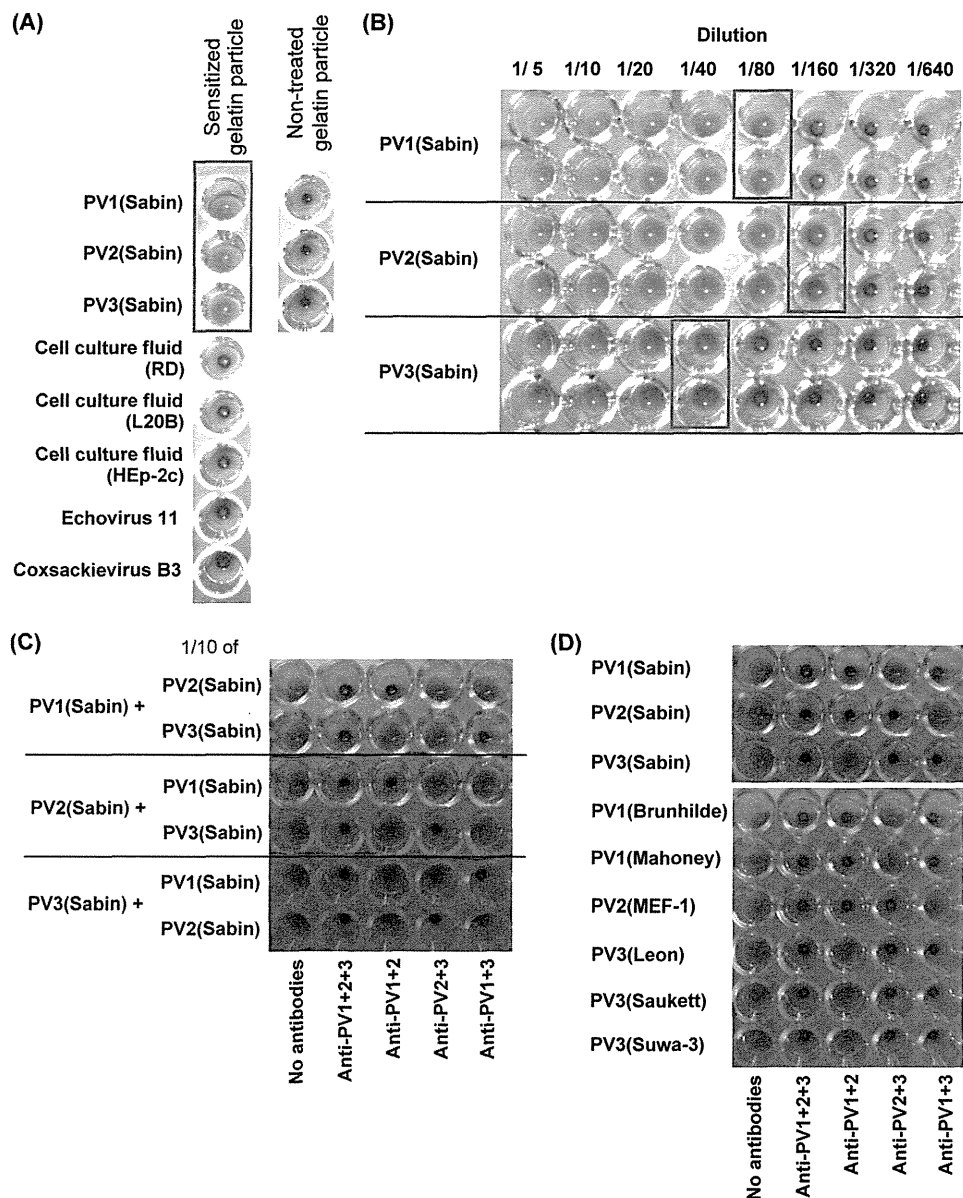 (A)
Sensitized
gelatin particle
Non-treated
gelatin particle
PV1(Sabin)
PV2(Sabin)
PV3(Sabin)
Cell culture fluid
(RD)
Cell culture fluid
(L20B)
Cell culture fluid
(HEp-2c)
Echovirus 11
Coxsackievirus B3
(B)
Dilution
1/ 5 1/10 1/20 1/40 1/80 1/160 1/320 1/640
PV1(Sabin)
PV2(Sabin)
PV3(Sabin)
(C)
1/10 of
PV1(Sabin) +
PV2(Sabin)
PV3(Sabin)
PV2(Sabin) +
PV1(Sabin)
PV3(Sabin)
PV3(Sabin) +
PV1(Sabin)
PV2(Sabin)
No antibodies
Anti-PV1+2+3
Anti-PV1+2
Anti-PV2+3
Anti-PV1+3
(D)
PV1(Sabin)
PV2(Sabin)
PV3(Sabin)
PV1(Brunhilde)
PV1(Mahoney)
PV2(MEF-1)
PV3(Leon)
PV3(Saukett)
PV3(Suwa-3)
No antibodies
Anti-PV1+2+3
Anti-PV1+2
Anti-PV2+3
Anti-PV1+3